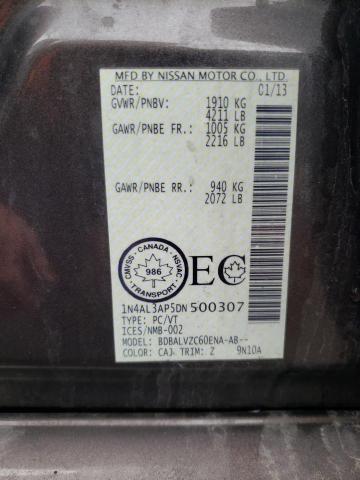 MFD BY NISSAN MOTOR CO., LTD.
DATE: 01/13
GVWR/PNBV: 1910 KG
4211 LB
GAWR/PNBE FR.: 1005 KG
2216 LB
GAWR/PNBE RR.: 940 KG
2072 LB
CANADA
CMVSS 986 NSVAC
TRANSPORT
EC
1N4AL3AP5DN500307
TYPE: PC/VT
ICES/NMB-002
MODEL: BDBALVZC60ENA-AB--
COLOR: CAJ TRIM: Z 9N10A